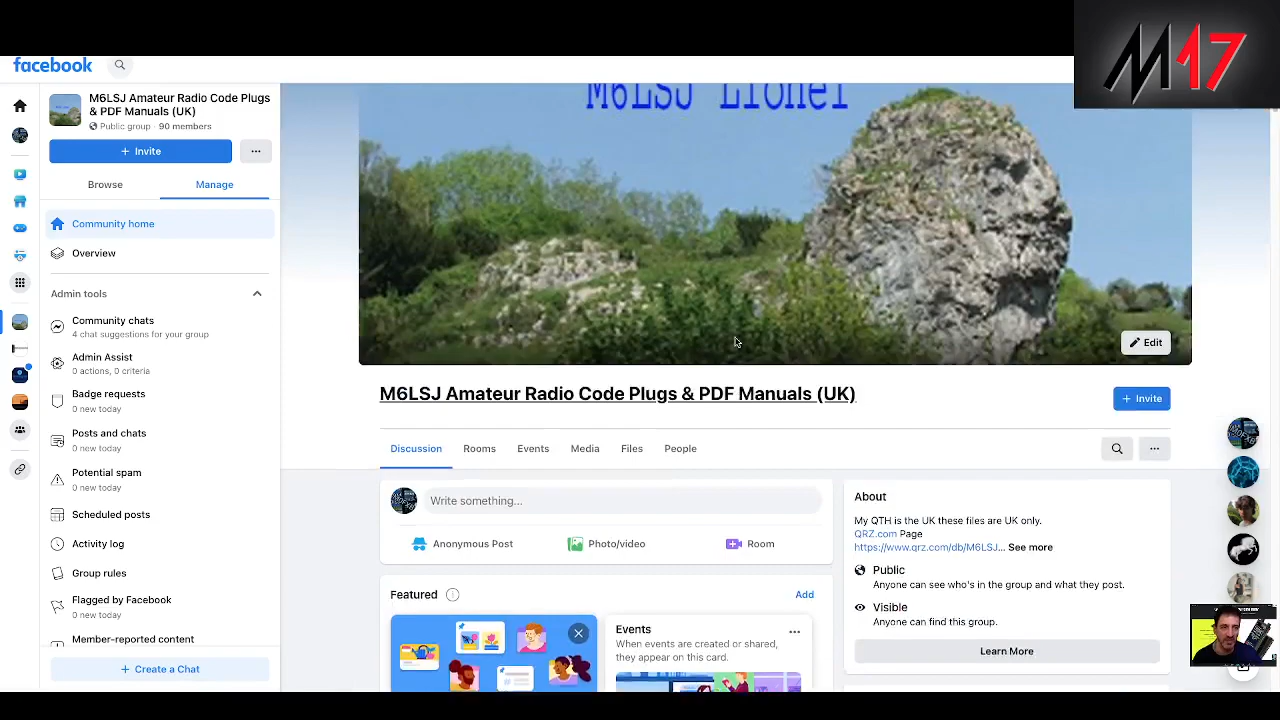 M17
facebook
M6LSJ Amateur Radio Code Plugs
& PDF Manuals (UK)
Public group · 90 members
+ Invite
Browse
Manage
Community home
Overview
Admin tools
Community chats
4 chat suggestions for your group
Admin Assist
0 actions, 0 criteria
Badge requests
0 new today
Posts and chats
0 new today
Potential spam
0 new today
Scheduled posts
Activity log
Group rules
Flagged by Facebook
0 new today
Member-reported content
+ Create a Chat
M6LSJ Lionel
Edit
M6LSJ Amateur Radio Code Plugs & PDF Manuals (UK)
+ Invite
Discussion
Rooms
Events
Media
Files
People
Write something...
Anonymous Post
Photo/video
Room
Featured
Add
Events
When events are created or shared,
they appear on this card.
About
My QTH is the UK these files are UK only.
QRZ.com Page
https://www.qrz.com/db/M6LSJ... See more
Public
Anyone can see who's in the group and what they post.
Visible
Anyone can find this group.
Learn More